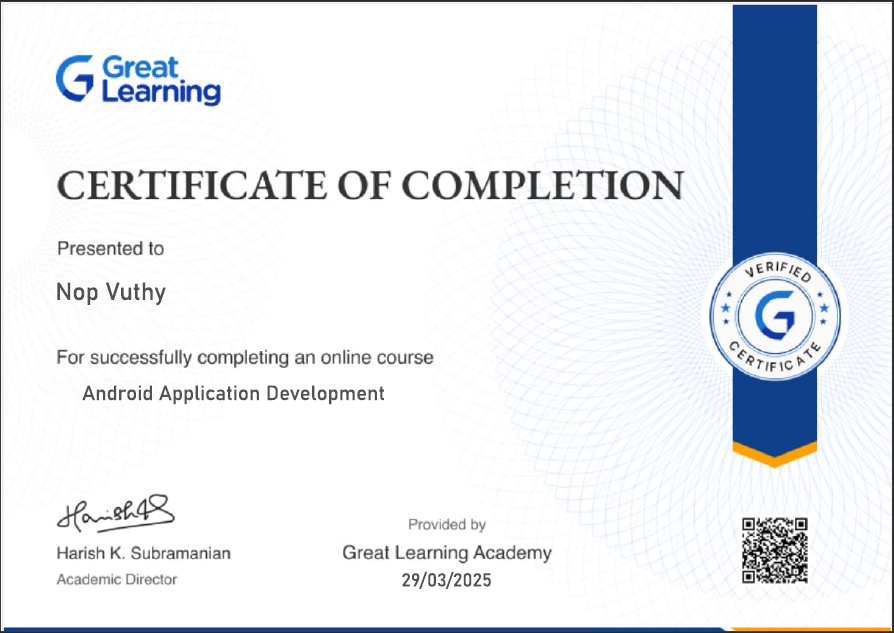 Great
Learning
CERTIFICATE OF COMPLETION
Presented to
Nop Vuthy
VERIFIED
G
CERTIFICATE
For successfully completing an online course
Android Application Development
Harish K. Subramanian
Academic Director
Provided by
Great Learning Academy
29/03/2025